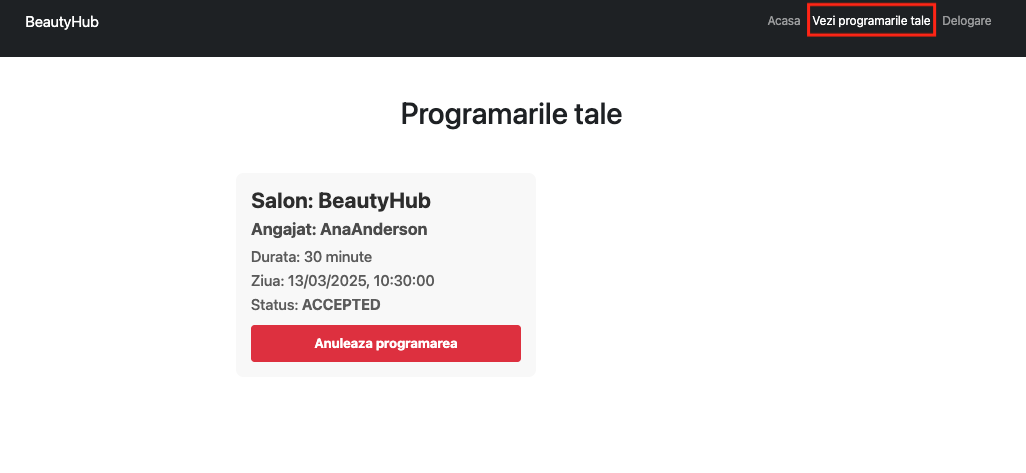 BeautyHub
Acasa Vezi programarile tale Delogare
Programarile tale
Salon: BeautyHub
Angajat: AnaAnderson
Durata: 30 minute
Ziua: 13/03/2025, 10:30:00
Status: ACCEPTED
Anuleaza programarea